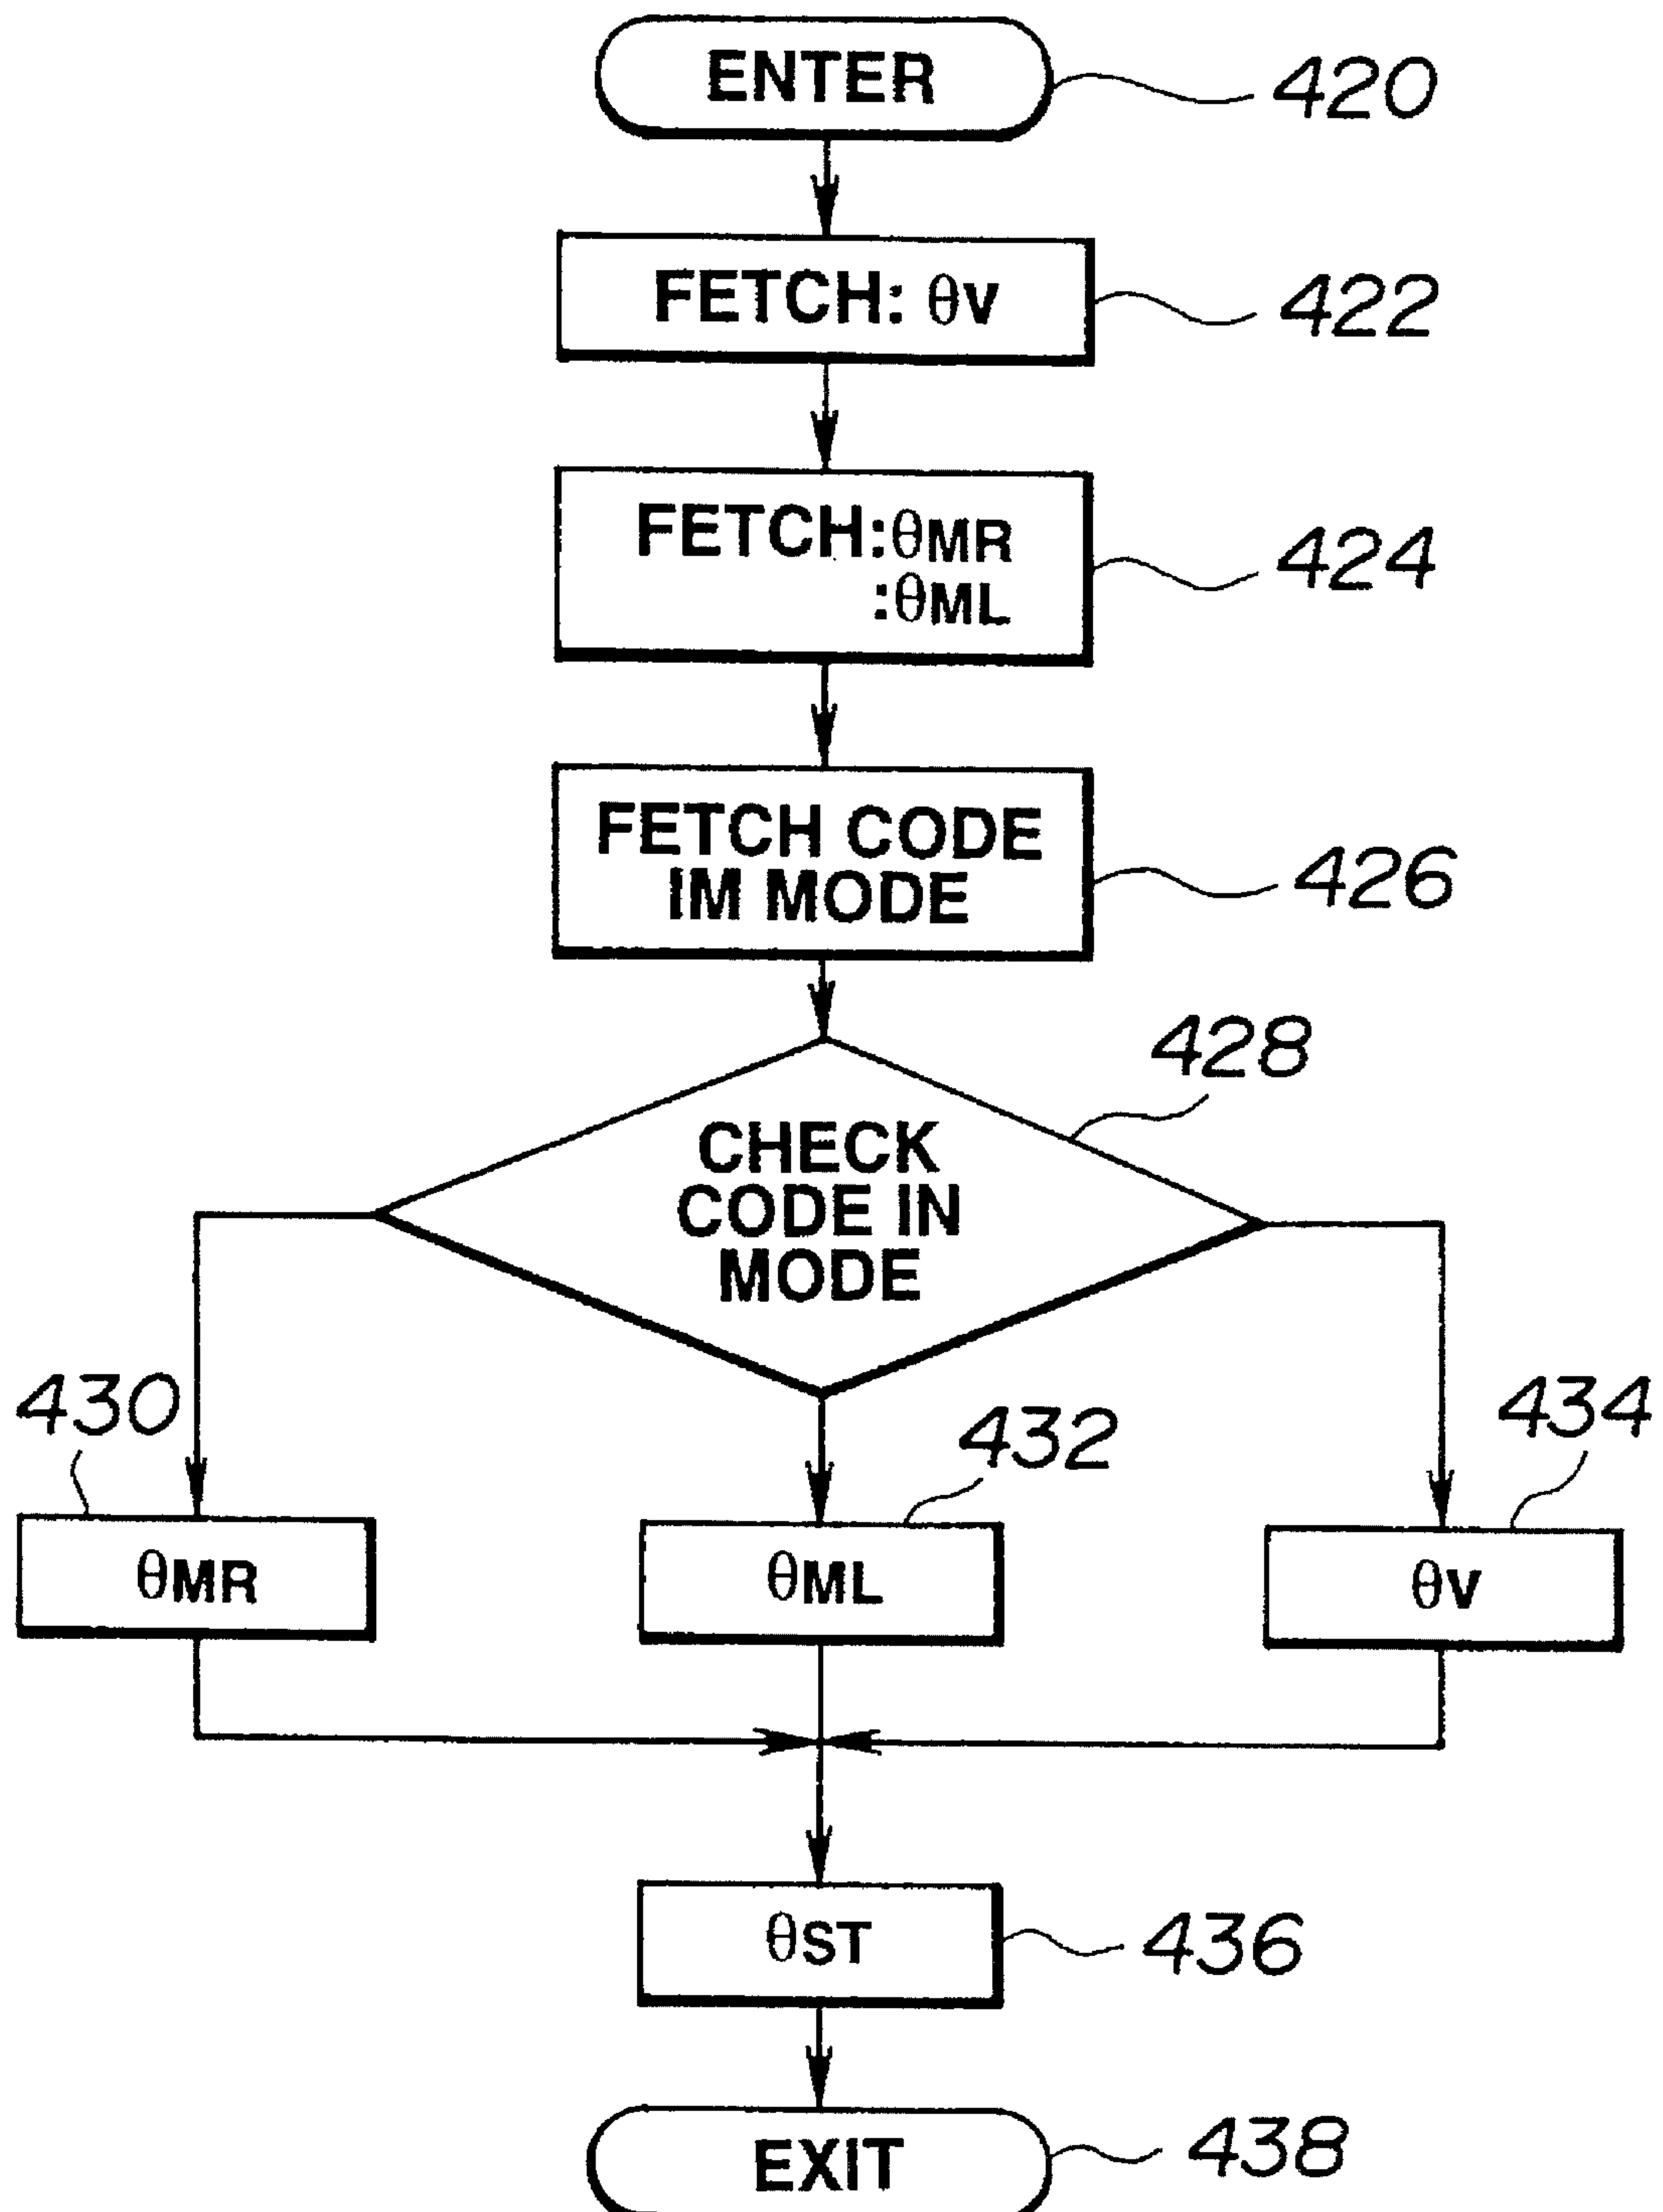 ENTER
420
FETCH: θV
422
FETCH:θMR
:θML
424
FETCH CODE
IM MODE
426
428
CHECK
CODE IN
MODE
430
432
434
θMR
θML
θV
θST
436
EXIT
438